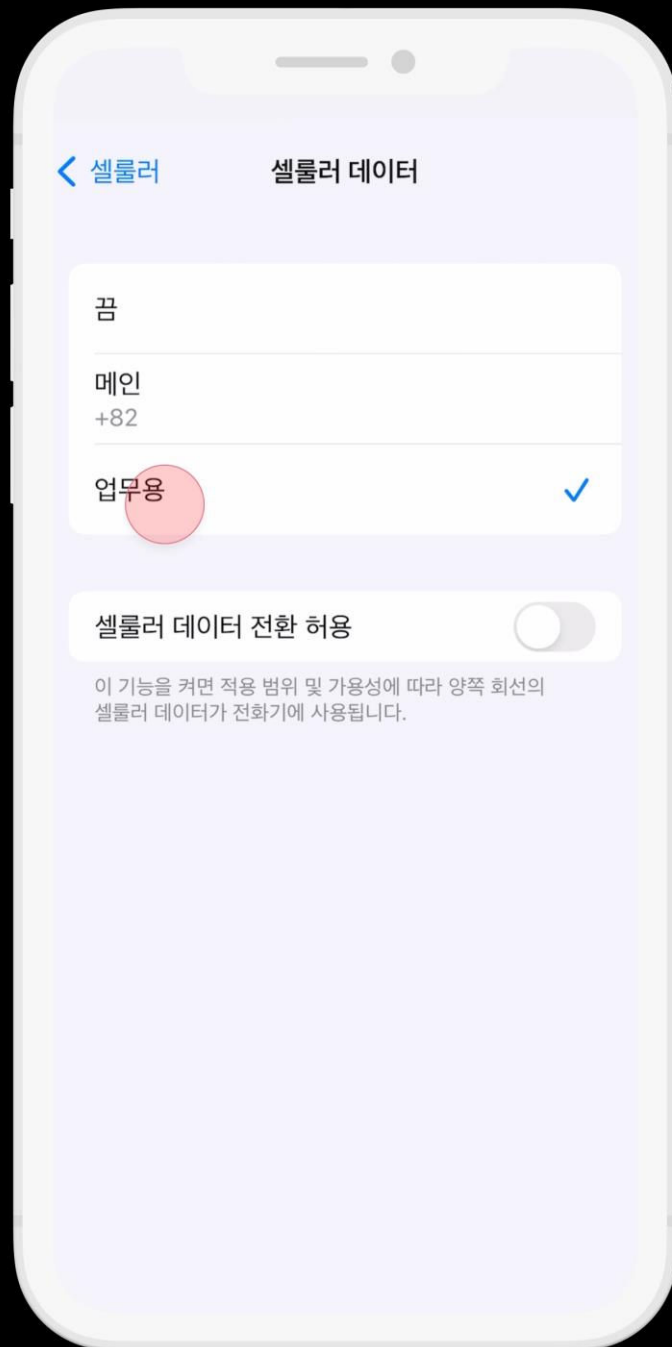 셀룰러
셀룰러 데이터
끔
메인
+82
업무용
셀룰러 데이터 전환 허용
이 기능을 켜면 적용 범위 및 가용성에 따라 양쪽 회선의
셀룰러 데이터가 전화기에 사용됩니다.